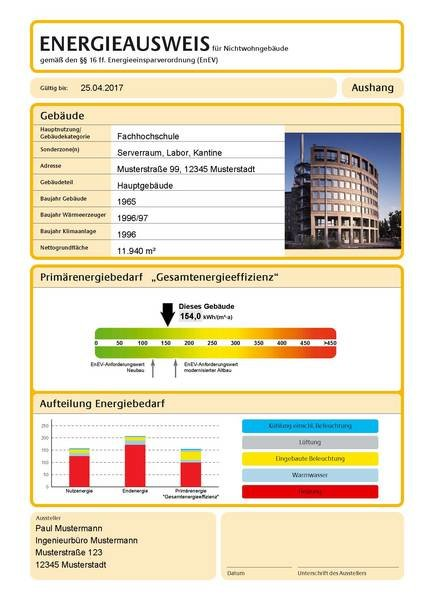 ENERGIEAUSWEIS für Nichtwohngebäude
gemäß den §§ 16 ff. Energieeinsparverordnung (EnEV)
Gültig bis: 25.04.2017
Aushang
Gebäude
Hauptnutzung/
Gebäudekategorie Fachhochschule
Sonderzone(n) Serverraum, Labor, Kantine
Adresse Musterstraße 99, 12345 Musterstadt
Gebäudeteil Hauptgebäude
Baujahr Gebäude 1965
Baujahr Wärmeerzeuger 1996/97
Baujahr Klimaanlage 1996
Nettogrundfläche 11.940 m²
Primärenergiebedarf „Gesamtenergieeffizienz"
Dieses Gebäude
154,0 kWh/(m²·a)
0 50 100 150 200 250 300 350 400 450 >450
EnEV-Anforderungswert
Neubau
EnEV-Anforderungswert
modernisierter Altbau
Aufteilung Energiebedarf
250
200
150
100
50
0
Nutzenergie
Endenergie
Primärenergie
"Gesamtenergieeffizienz"
Kühlung einschl. Befeuchtung
Lüftung
Eingebaute Beleuchtung
Warmwasser
Heizung
Aussteller
Paul Mustermann
Ingenieurbüro Mustermann
Musterstraße 123
12345 Musterstadt
Datum
Unterschrift des Ausstellers